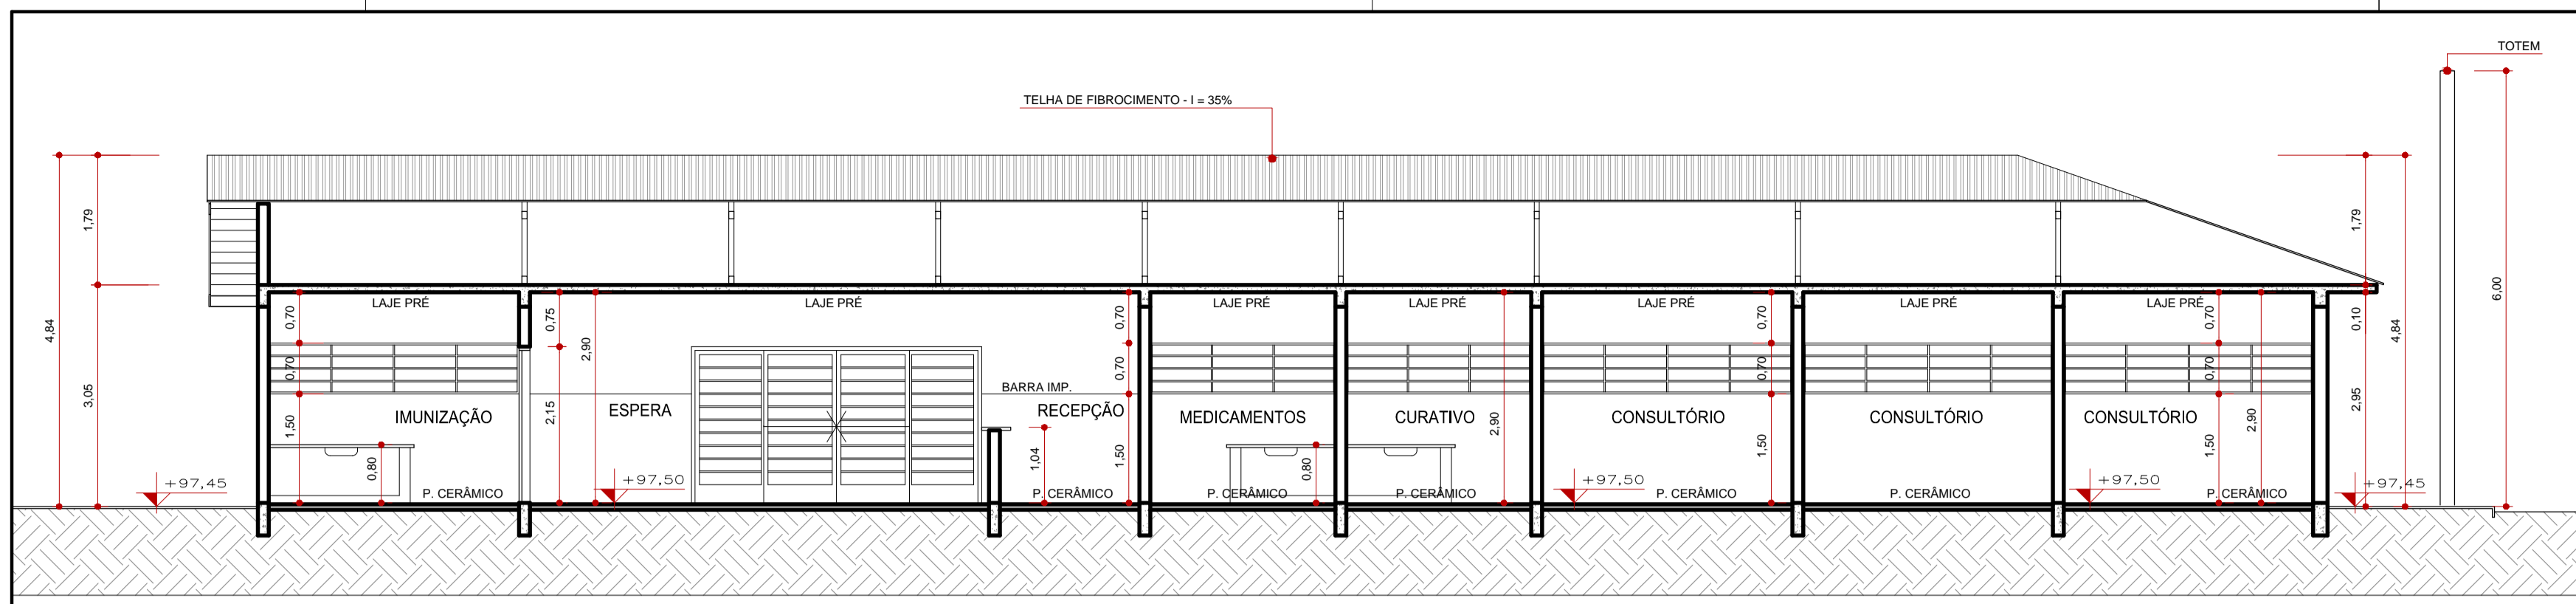 TOTEM
TELHA DE FIBROCIMENTO - I = 35%
1,79
3,05
4,84
1,79
0,10
2,95
4,84
6,00
LAJE PRÉ
LAJE PRÉ
LAJE PRÉ
LAJE PRÉ
LAJE PRÉ
LAJE PRÉ
LAJE PRÉ
0,70
0,70
1,50
0,80
0,75
2,15
2,90
0,70
0,70
1,50
1,04
0,80
2,90
0,70
0,70
1,50
0,70
0,70
1,50
2,90
BARRA IMP.
IMUNIZAÇÃO
ESPERA
RECEPÇÃO
MEDICAMENTOS
CURATIVO
CONSULTÓRIO
CONSULTÓRIO
CONSULTÓRIO
+97,45
+97,50
+97,50
+97,50
+97,45
P. CERÂMICO
P. CERÂMICO
P. CERÂMICO
P. CERÂMICO
P. CERÂMICO
P. CERÂMICO
P. CERÂMICO